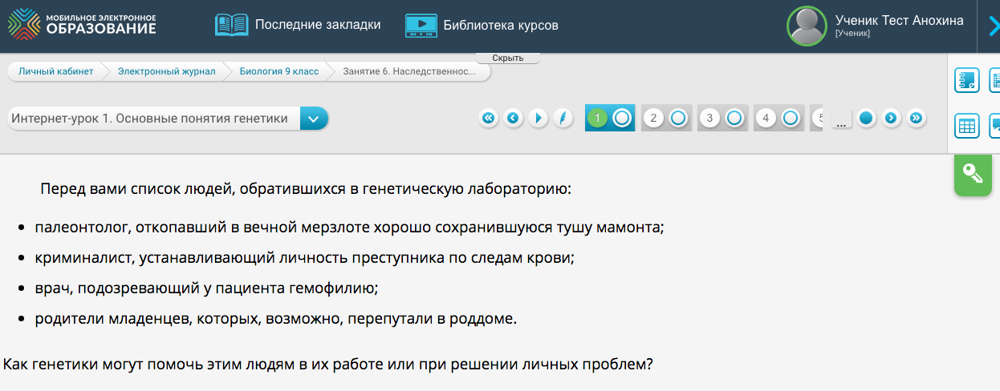 МОБИЛЬНОЕ ЭЛЕКТРОННОЕ
ОБРАЗОВАНИЕ
Последние закладки
Библиотека курсов
Ученик Тест Анохина
[Ученик]
Скрыть
Личный кабинет
Электронный журнал
Биология 9 класс
Занятие 6. Наследственнос...
Интернет-урок 1. Основные понятия генетики
1 2 3 4 5 ...
Перед вами список людей, обратившихся в генетическую лабораторию:
• палеонтолог, откопавший в вечной мерзлоте хорошо сохранившуюся тушу мамонта;
• криминалист, устанавливающий личность преступника по следам крови;
• врач, подозревающий у пациента гемофилию;
• родители младенцев, которых, возможно, перепутали в роддоме.
Как генетики могут помочь этим людям в их работе или при решении личных проблем?